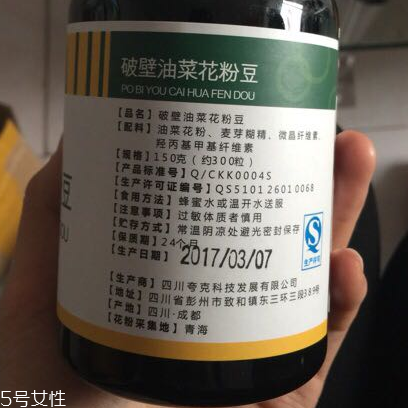 破壁油菜花粉豆
PO BI YOU CAI HUA FEN DOU
【品名】破壁油菜花粉豆
【配料】油菜花粉、麦芽糊精、微晶纤维素、
羟丙基甲基纤维素
【规格】150克（约300粒）
【产品标准号】Q/CKK0004S
【生产许可证编号】QS510126010068
【食用方法】蜂蜜水或温开水送服
【注意事项】过敏体质者慎用
【贮存方式】常温阴凉处避光密封保存
【保质期】24个月
2017/03/07
【生产商】四川夸克科技发展有限公司
【地址】四川省彭州市致和镇东三环三段389号
【产地】四川·成都
【花粉采集地】青海
生产许可
豆
OU
5号女性